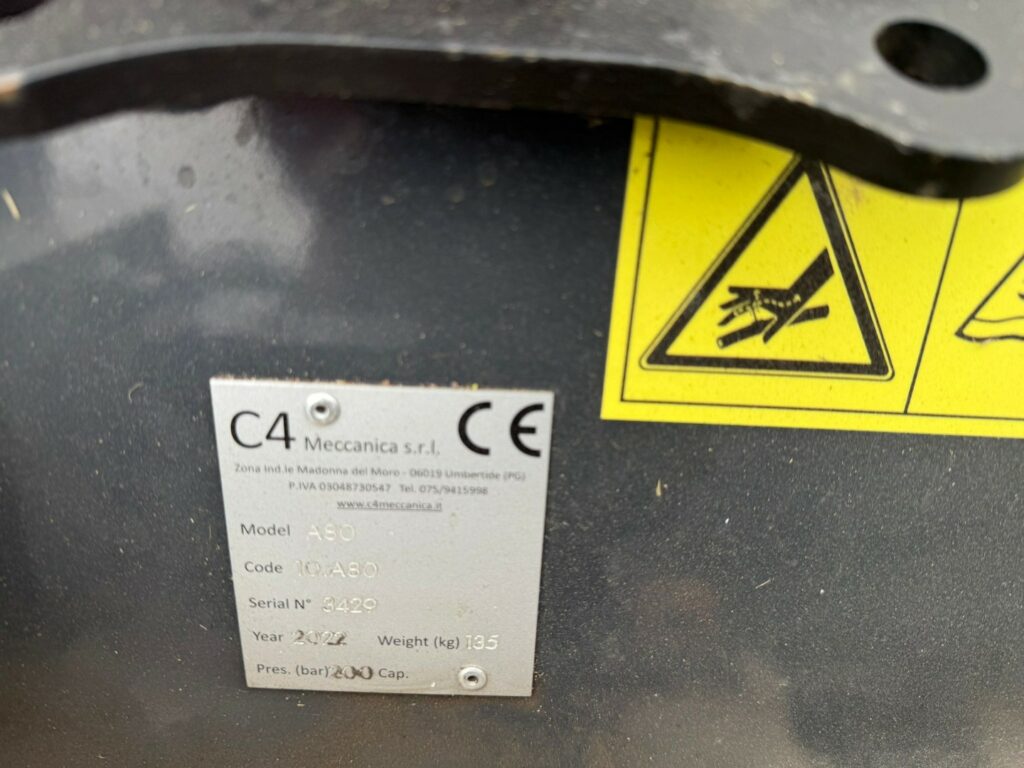 C4 Meccanica s.r.l. CE
Zona Ind.le Madonna del Moro - 06019 Umbertide (PG)
P.IVA 03048730547 Tel. 075/9415998
www.c4meccanica.it
Model A80
Code 10.A80
Serial N° 3429
Year 2022 Weight (kg) 135
Pres. (bar) 200 Cap.